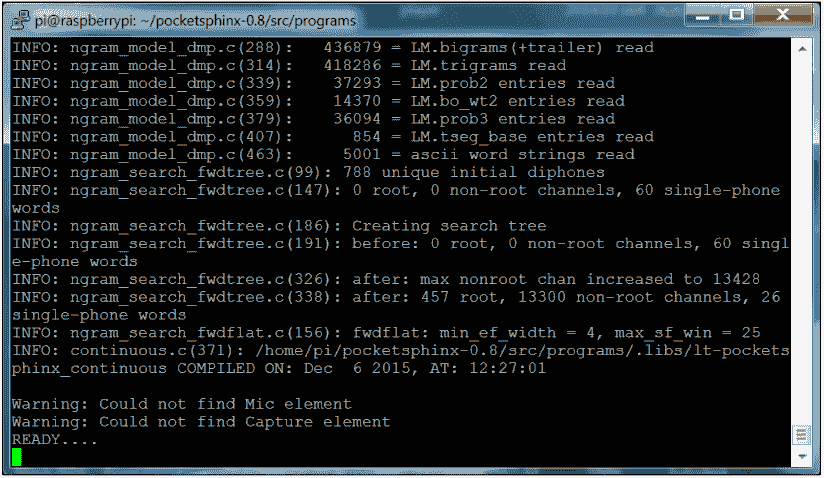 pi@raspberrypi: ~/pocketsphinx-0.8/src/programs
INFO: ngram_model_dmp.c(288):   436879 = LM.bigrams(+trailer) read
INFO: ngram_model_dmp.c(314):   418286 = LM.trigrams read
INFO: ngram_model_dmp.c(339):    37293 = LM.prob2 entries read
INFO: ngram_model_dmp.c(359):    14370 = LM.bo_wt2 entries read
INFO: ngram_model_dmp.c(379):    36094 = LM.prob3 entries read
INFO: ngram_model_dmp.c(407):      854 = LM.tseg_base entries read
INFO: ngram_model_dmp.c(463):     5001 = ascii word strings read
INFO: ngram_search_fwdtree.c(99): 788 unique initial diphones
INFO: ngram_search_fwdtree.c(147): 0 root, 0 non-root channels, 60 single-phone
words
INFO: ngram_search_fwdtree.c(186): Creating search tree
INFO: ngram_search_fwdtree.c(191): before: 0 root, 0 non-root channels, 60 singl
e-phone words
INFO: ngram_search_fwdtree.c(326): after: max nonroot chan increased to 13428
INFO: ngram_search_fwdtree.c(338): after: 457 root, 13300 non-root channels, 26
single-phone words
INFO: ngram_search_fwdflat.c(156): fwdflat: min_ef_width = 4, max_sf_win = 25
INFO: continuous.c(371): /home/pi/pocketsphinx-0.8/src/programs/.libs/lt-pockets
phinx_continuous COMPILED ON: Dec  6 2015, AT: 12:27:01
Warning: Could not find Mic element
Warning: Could not find Capture element
READY....